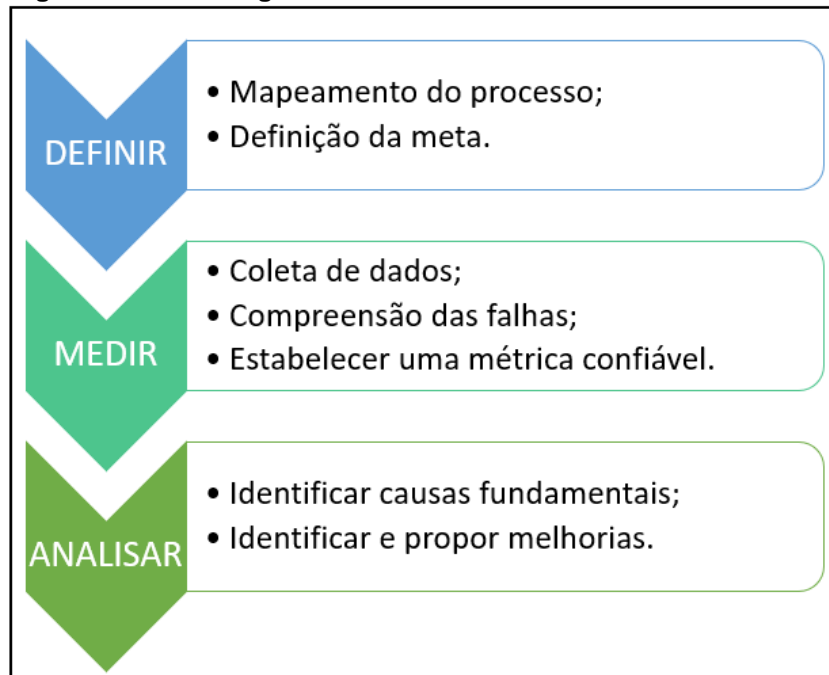 DEFINIR
• Mapeamento do processo;
• Definição da meta.
MEDIR
• Coleta de dados;
• Compreensão das falhas;
• Estabelecer uma métrica confiável.
ANALISAR
• Identificar causas fundamentais;
• Identificar e propor melhorias.